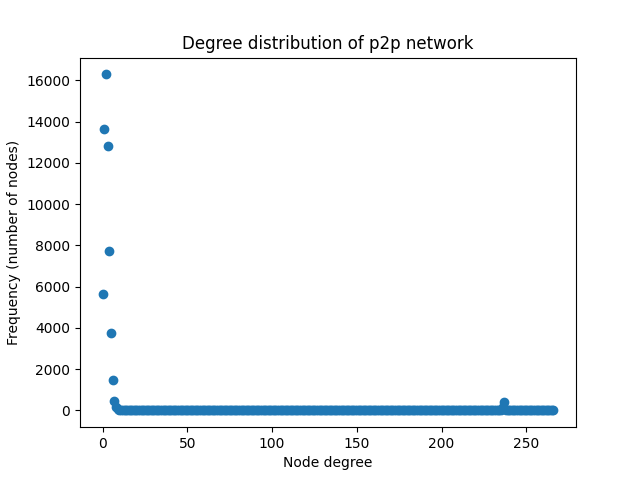 Degree distribution of p2p network
Frequency (number of nodes)
16000
14000
12000
10000
8000
6000
4000
2000
0
0 50 100 150 200 250
Node degree